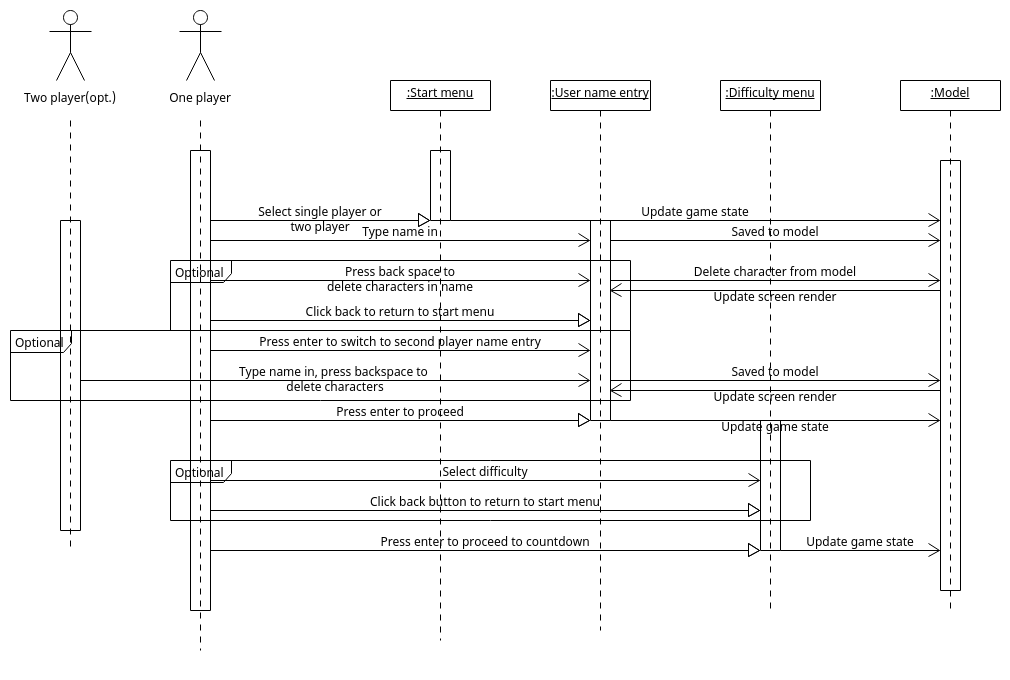 Two player(opt.)
One player
:Start menu
:User name entry
:Difficulty menu
:Model
Select single player or
two player
Update game state
Type name in
Saved to model
Optional
Press back space to
delete characters in name
Delete character from model
Update screen render
Click back to return to start menu
Optional
Press enter to switch to second player name entry
Type name in, press backspace to
delete characters
Saved to model
Update screen render
Press enter to proceed
Update game state
Optional
Select difficulty
Click back button to return to start menu
Press enter to proceed to countdown
Update game state